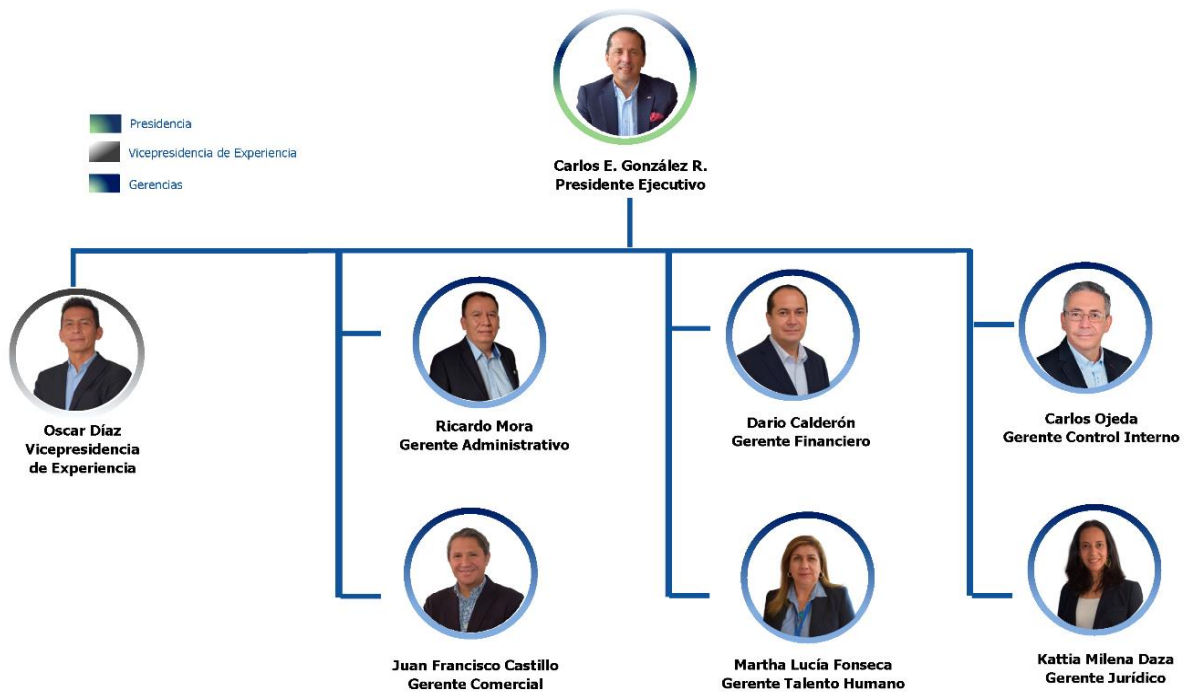 Carlos E. González R.
Presidente Ejecutivo
Presidencia
Vicepresidencia de Experiencia
Gerencias
Oscar Díaz
Vicepresidencia
de Experiencia
Ricardo Mora
Gerente Administrativo
Dario Calderón
Gerente Financiero
Carlos Ojeda
Gerente Control Interno
Juan Francisco Castillo
Gerente Comercial
Martha Lucía Fonseca
Gerente Talento Humano
Kattia Milena Daza
Gerente Jurídico